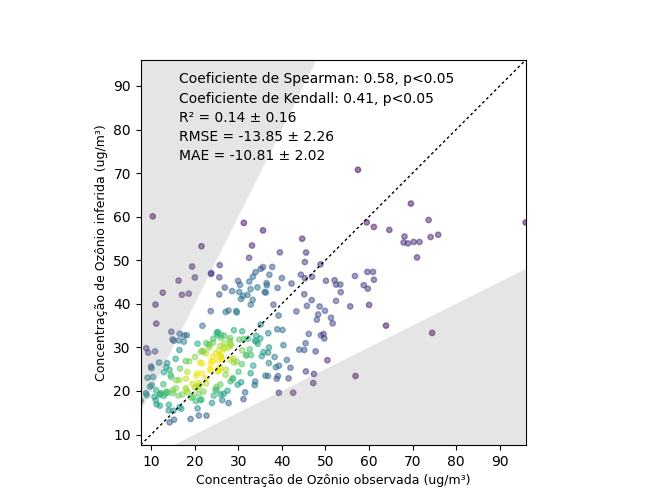 Coeficiente de Spearman: 0.58, p<0.05
Coeficiente de Kendall: 0.41, p<0.05
R² = 0.14 ± 0.16
RMSE = -13.85 ± 2.26
MAE = -10.81 ± 2.02
Concentração de Ozônio inferida (ug/m³)
90
80
70
60
50
40
30
20
10
10 20 30 40 50 60 70 80 90
Concentração de Ozônio observada (ug/m³)